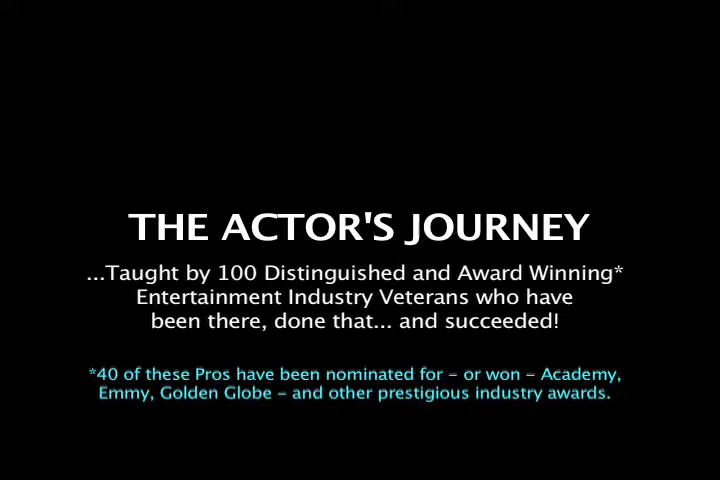 THE ACTOR'S JOURNEY
...Taught by 100 Distinguished and Award Winning*
Entertainment Industry Veterans who have
been there, done that... and succeeded!
*40 of these Pros have been nominated for – or won – Academy,
Emmy, Golden Globe – and other prestigious industry awards.